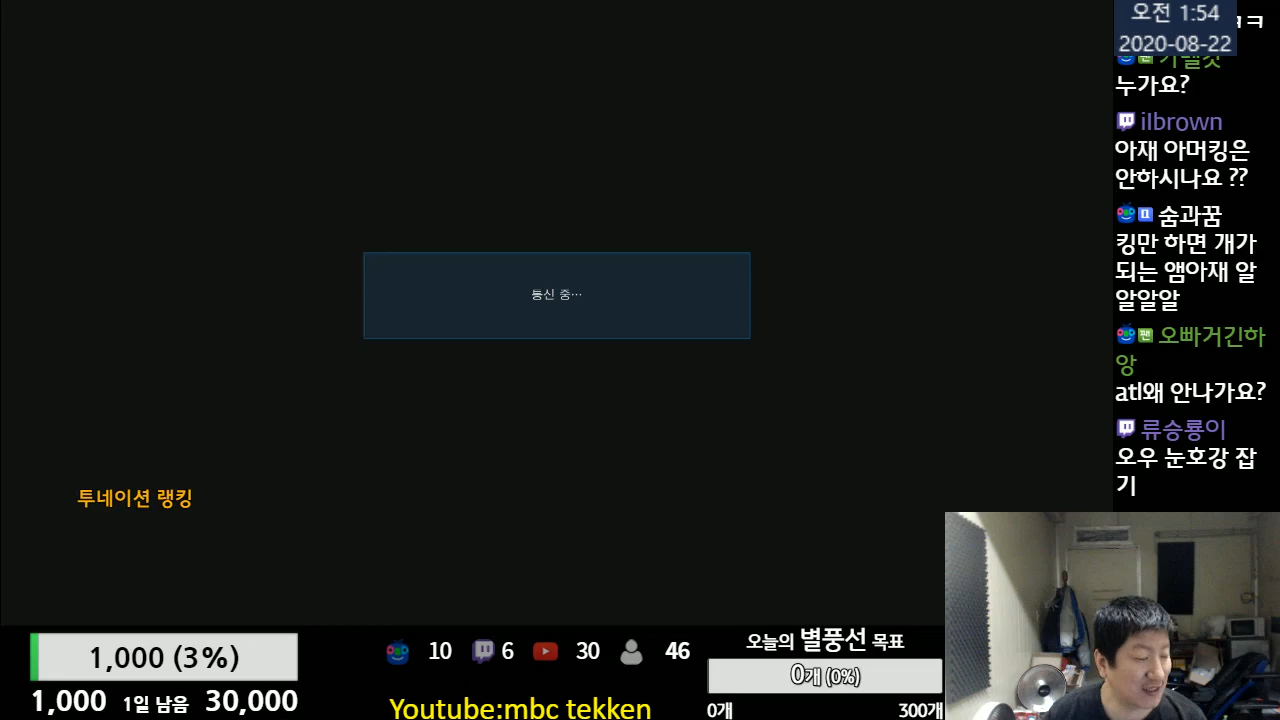 오전 1:54
2020-08-22
누가요?
ilbrown
아재 아머킹은
안하시나요 ??
숨과꿈
킹만 하면 개가
되는 앰아재 알
알알알
오빠거긴하
앙
atl왜 안나가요?
류승룡이
오우 눈호강 잡
기
통신 중…
투네이션 랭킹
1,000 (3%)
1,000 1일 남음 30,000
10 6 30 46
Youtube:mbc tekken
오늘의 별풍선 목표
0개 (0%)
0개 300개